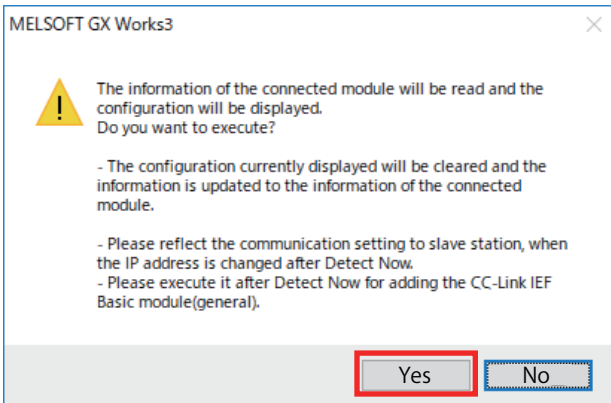 MELSOFT GX Works3
The information of the connected module will be read and the
configuration will be displayed.
Do you want to execute?
- The configuration currently displayed will be cleared and the
information is updated to the information of the connected
module.
- Please reflect the communication setting to slave station, when
the IP address is changed after Detect Now.
- Please execute it after Detect Now for adding the CC-Link IEF
Basic module(general).
Yes No